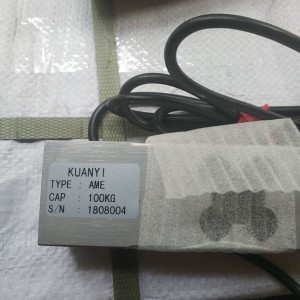 KUANYI
TYPE : AME
CAP : 100KG
S/N : 1808004